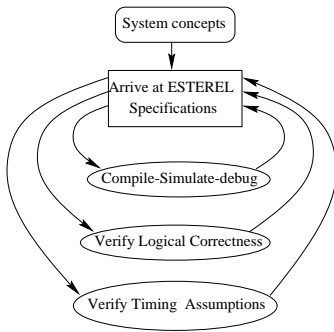 System concepts
Arrive at ESTEREL
Specifications
Compile-Simulate-debug
Verify Logical Correctness
Verify Timing Assumptions